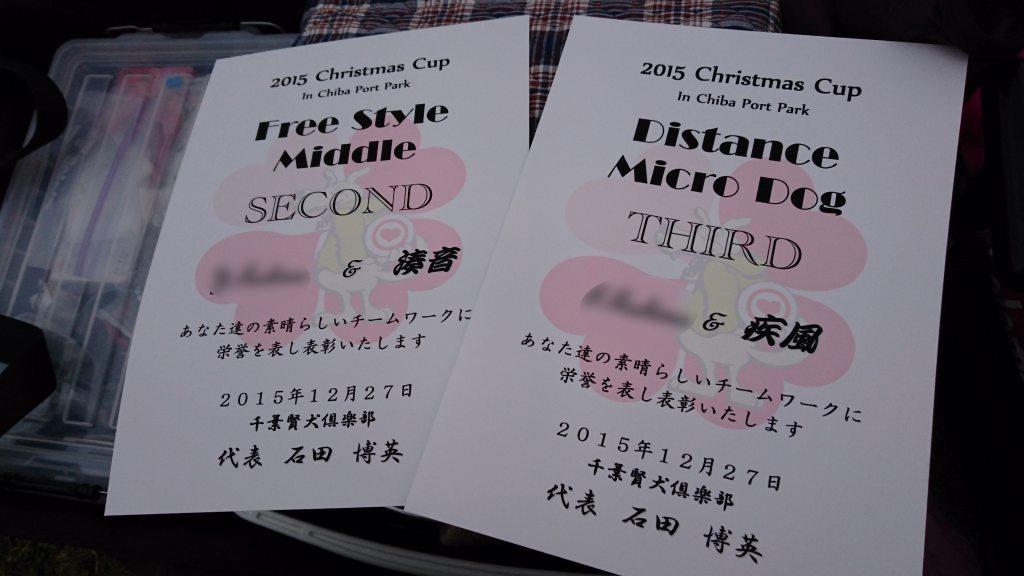 2015 Christmas Cup
In Chiba Port Park
Free Style
Middle
SECOND
& 湊音
あなた達の素晴らしいチームワークに
栄誉を表し表彰いたします
2015年12月27日
千葉賢犬倶楽部
代表 石田 博英
2015 Christmas Cup
In Chiba Port Park
Distance
Micro Dog
THIRD
& 疾風
あなた達の素晴らしいチームワークに
栄誉を表し表彰いたします
2015年12月27日
千葉賢犬倶楽部
代表 石田 博英